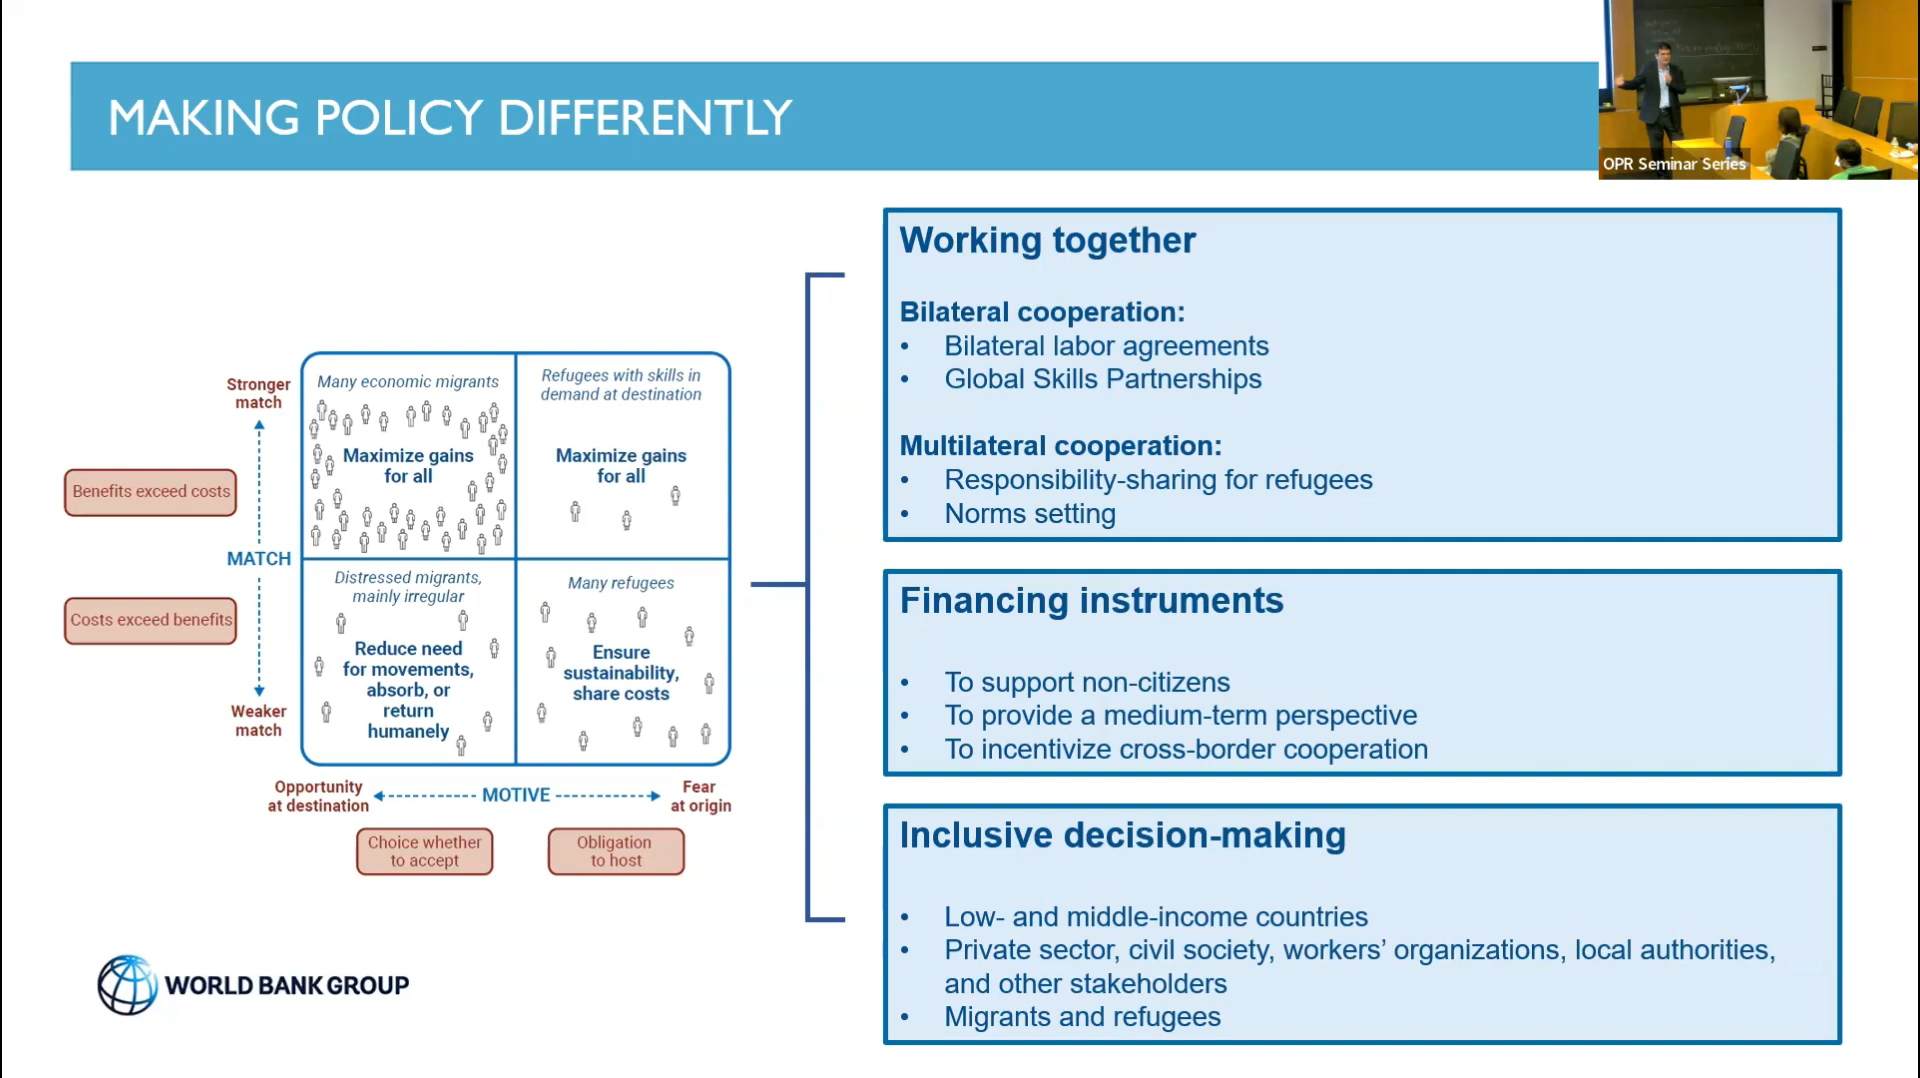 MAKING POLICY DIFFERENTLY
OPR Seminar Series
Stronger
match
Benefits exceed costs
MATCH
Costs exceed benefits
Weaker
match
Many economic migrants
Maximize gains
for all
Refugees with skills in
demand at destination
Maximize gains
for all
Distressed migrants,
mainly irregular
Reduce need
for movements,
absorb, or
return
humanely
Many refugees
Ensure
sustainability,
share costs
Opportunity
at destination
MOTIVE
Fear
at origin
Choice whether
to accept
Obligation
to host
WORLD BANK GROUP
Working together
Bilateral cooperation:
• Bilateral labor agreements
• Global Skills Partnerships
Multilateral cooperation:
• Responsibility-sharing for refugees
• Norms setting
Financing instruments
• To support non-citizens
• To provide a medium-term perspective
• To incentivize cross-border cooperation
Inclusive decision-making
• Low- and middle-income countries
• Private sector, civil society, workers’ organizations, local authorities,
and other stakeholders
• Migrants and refugees